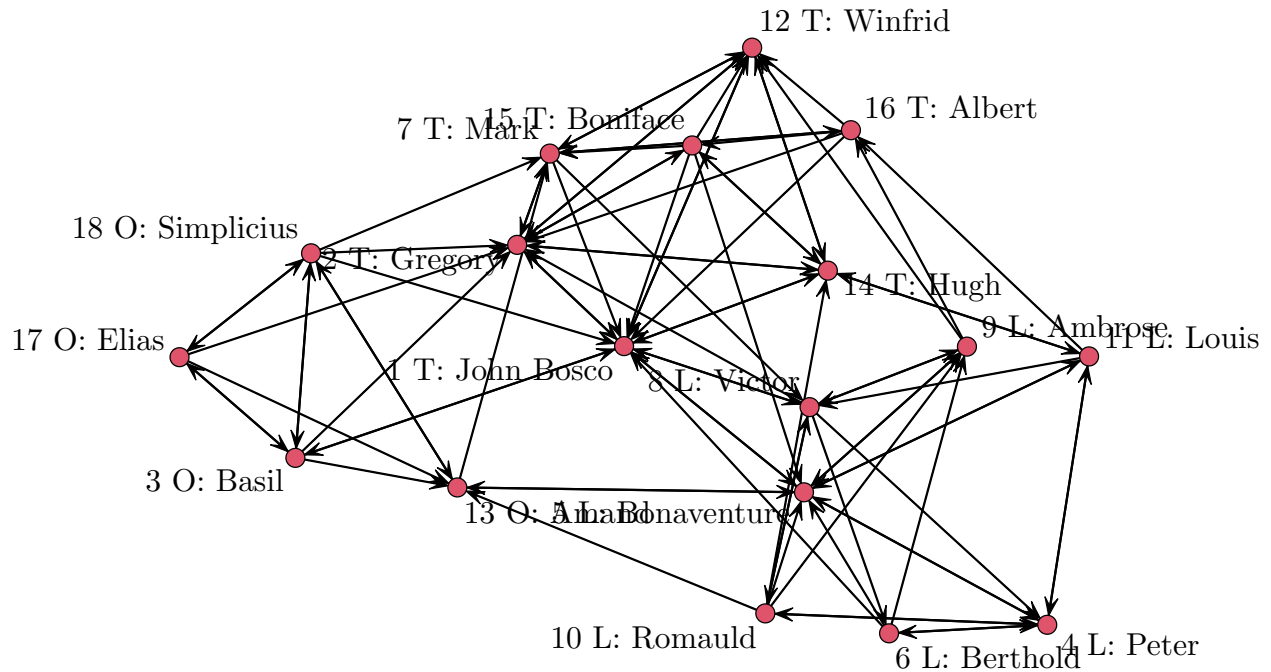 12 T: Winfrid
16 T: Albert
15 T: Boniface
7 T: Mark
18 O: Simplicius
2 T: Gregory
14 T: Hugh
9 L: Ambrose
11 L: Louis
17 O: Elias
1 T: John Bosco
8 L: Victor
3 O: Basil
13 O: Amand
5 L: Bonaventure
10 L: Romauld
4 L: Peter
6 L: Berthold